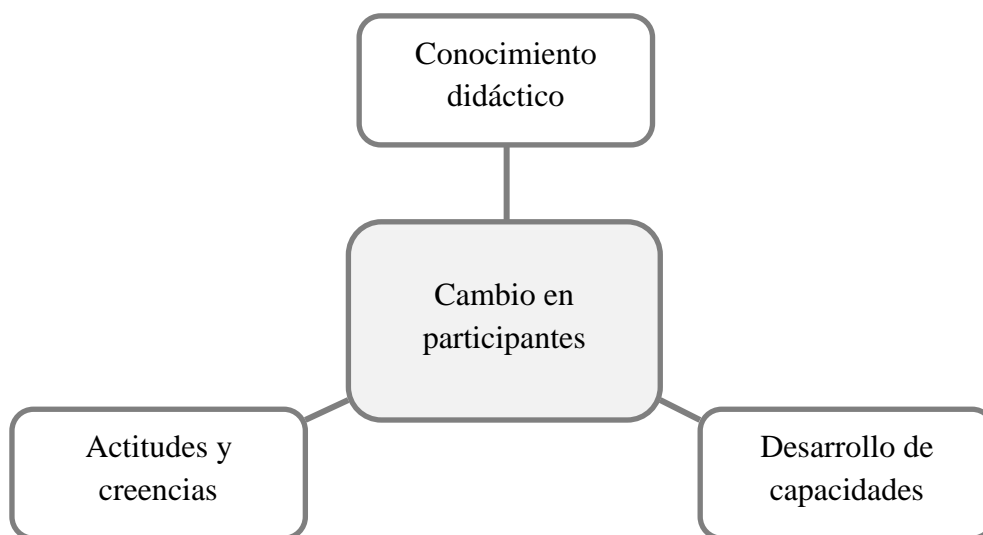 Conocimiento
didáctico
Cambio en
participantes
Actitudes y
creencias
Desarrollo de
capacidades